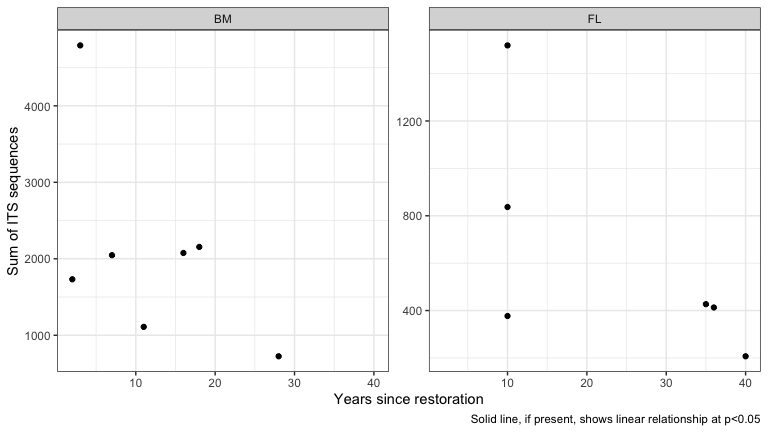 BM
FL
Sum of ITS sequences
4000
3000
2000
1000
1200
800
400
10 20 30 40
10 20 30 40
Years since restoration
Solid line, if present, shows linear relationship at p<0.05